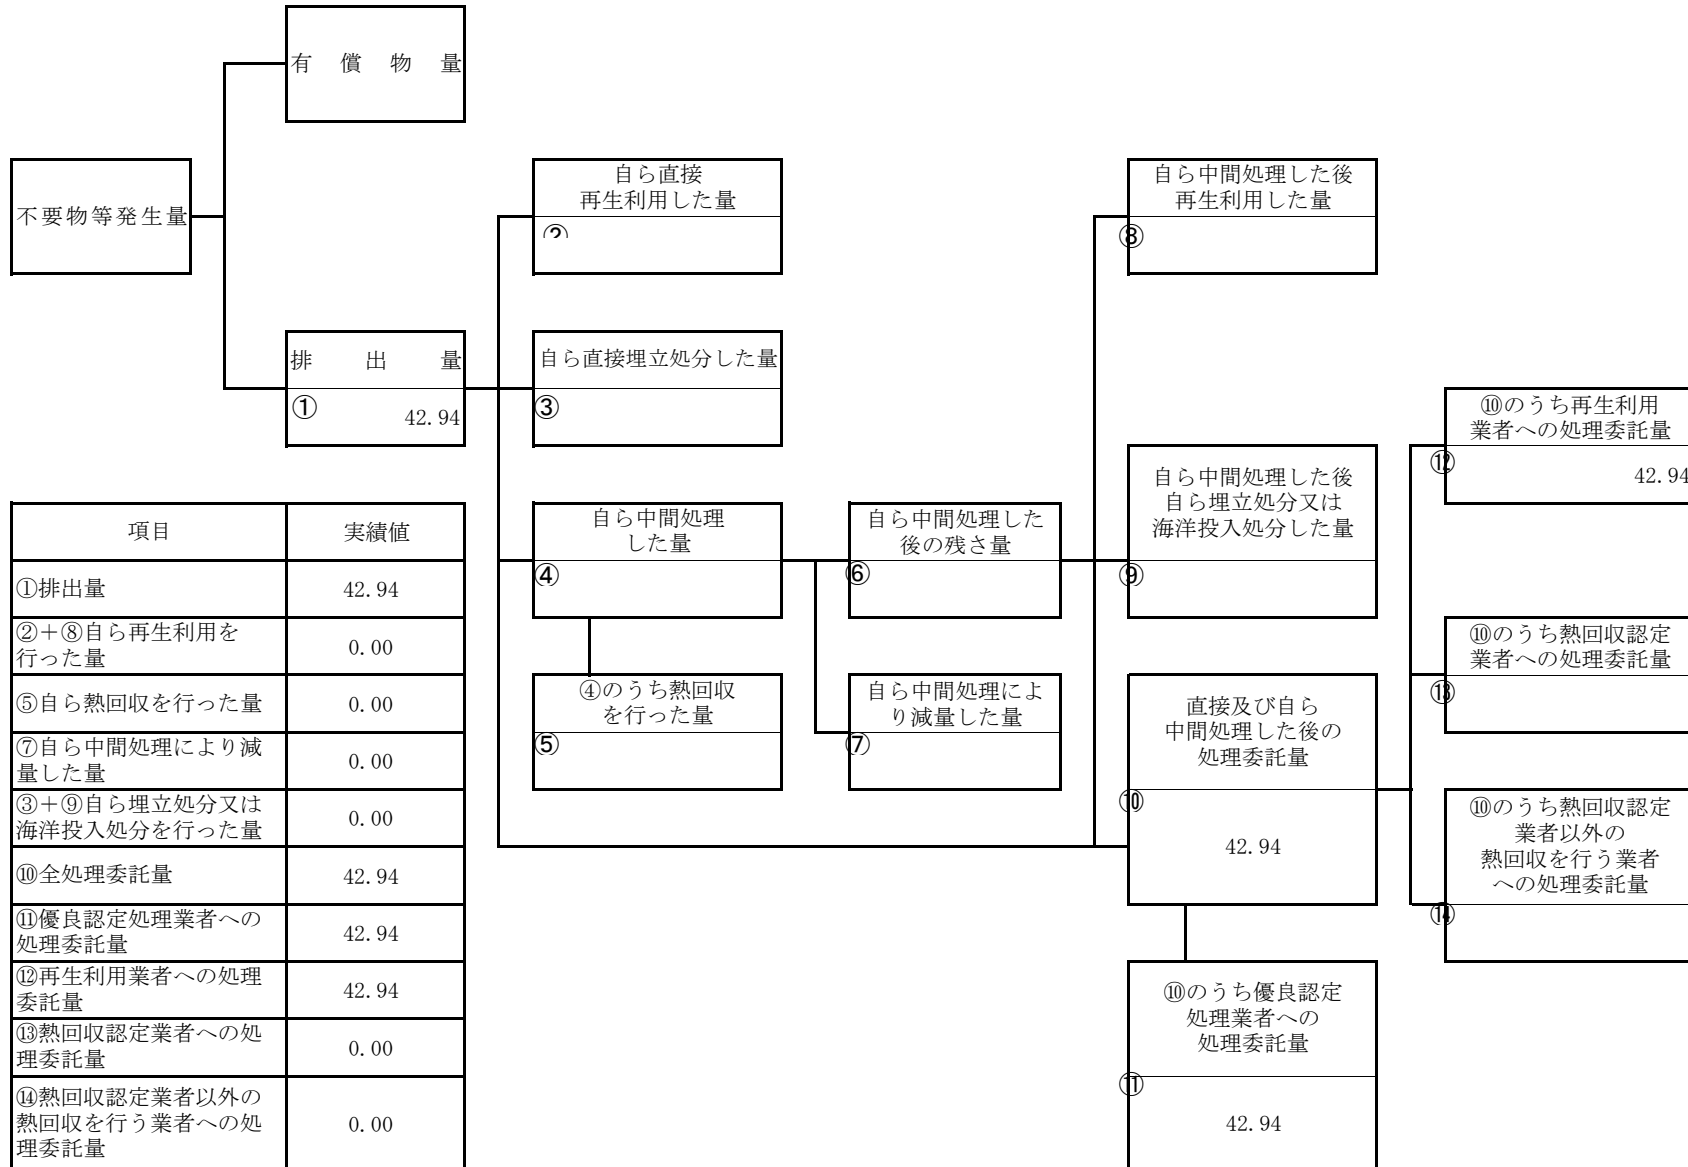 有償物量
不要物等発生量
自ら直接
再生利用した量
②
自ら中間処理した後
再生利用した量
⑧
排出量
① 42.94
自ら直接埋立処分した量
③
⑩のうち再生利用
業者への処理委託量
⑫ 42.94
自ら中間処理した後
自ら埋立処分又は
海洋投入処分した量
⑨
自ら中間処理
した量
④
自ら中間処理した
後の残さ量
⑥
⑩のうち熱回収認定
業者への処理委託量
⑬
④のうち熱回収
を行った量
⑤
自ら中間処理によ
り減量した量
⑦
直接及び自ら
中間処理した後の
処理委託量
⑩
42.94
⑩のうち熱回収認定
業者以外の
熱回収を行う業者
への処理委託量
⑭
⑩のうち優良認定
処理業者への
処理委託量
⑪
42.94
項目 実績値
①排出量 42.94
②＋⑧自ら再生利用を
行った量 0.00
⑤自ら熱回収を行った量 0.00
⑦自ら中間処理により減
量した量 0.00
③＋⑨自ら埋立処分又は
海洋投入処分を行った量 0.00
⑩全処理委託量 42.94
⑪優良認定処理業者への
処理委託量 42.94
⑫再生利用業者への処理
委託量 42.94
⑬熱回収認定業者への処
理委託量 0.00
⑭熱回収認定業者以外の
熱回収を行う業者への処
理委託量 0.00